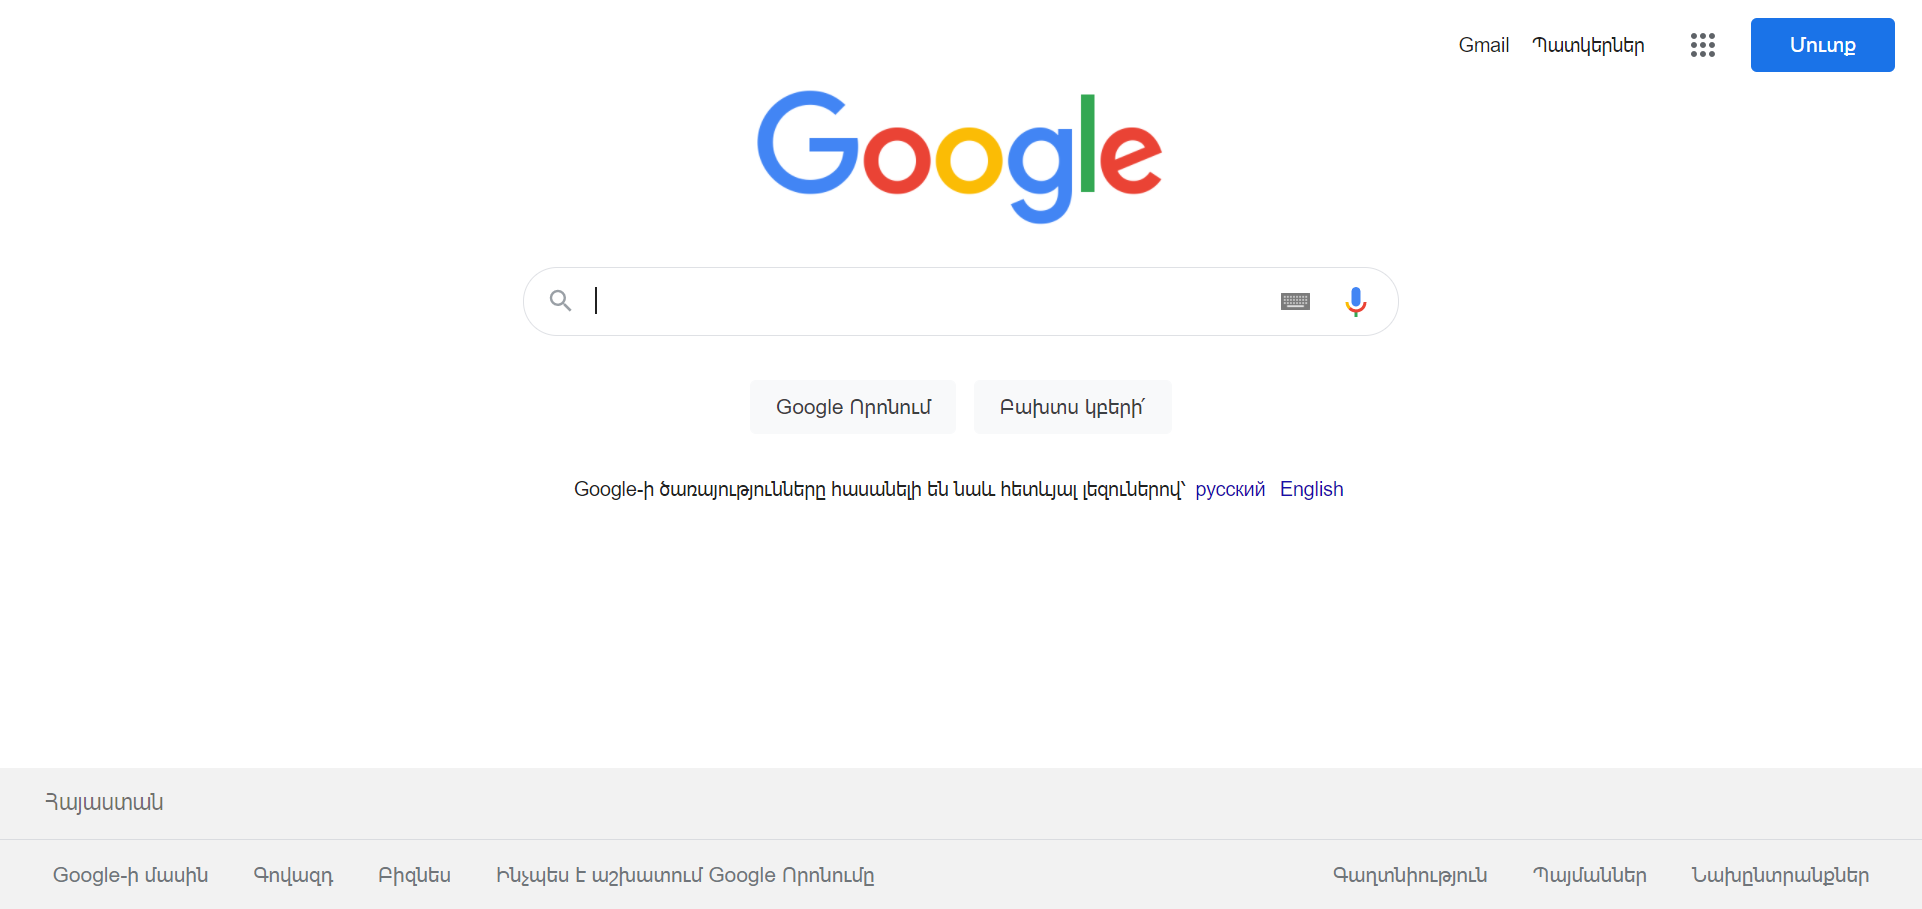 Gmail Պատկերներ Մուտք
Google
Google Որոնում Բախտս կբերի՛
Google-ի ծառայությունները հասանելի են նաև հետևյալ լեզուներով՝ русский English
Հայաստան
Google-ի մասին Գովազդ Բիզնես Ինչպես է աշխատում Google Որոնումը Գաղտնիություն Պայմաններ Նախընտրանքներ